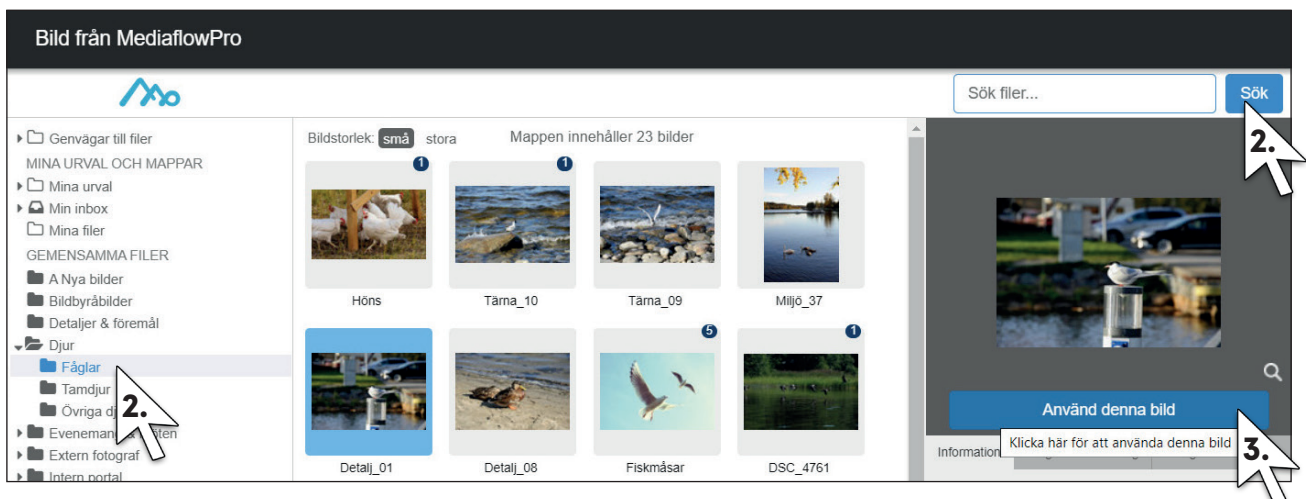 Bild från MediaflowPro
Sök filer...
Sök
2.
Genvägar till filer
MINA URVAL OCH MAPPAR
Mina urval
Min inbox
Mina filer
GEMENSAMMA FILER
A Nya bilder
Bildbyråbilder
Detaljer & föremål
Djur
Fåglar
Tamdjur
Övriga
2.
Extern fotograf
Intern portal
Bildstorlek: små stora Mappen innehåller 23 bilder
1
1
Höns
Tärna_10
Tärna_09
Miljö_37
5
1
Detalj_01
Detalj_08
Fiskmåsar
DSC_4761
Använd denna bild
Klicka här för att använda denna bild
3.
Information